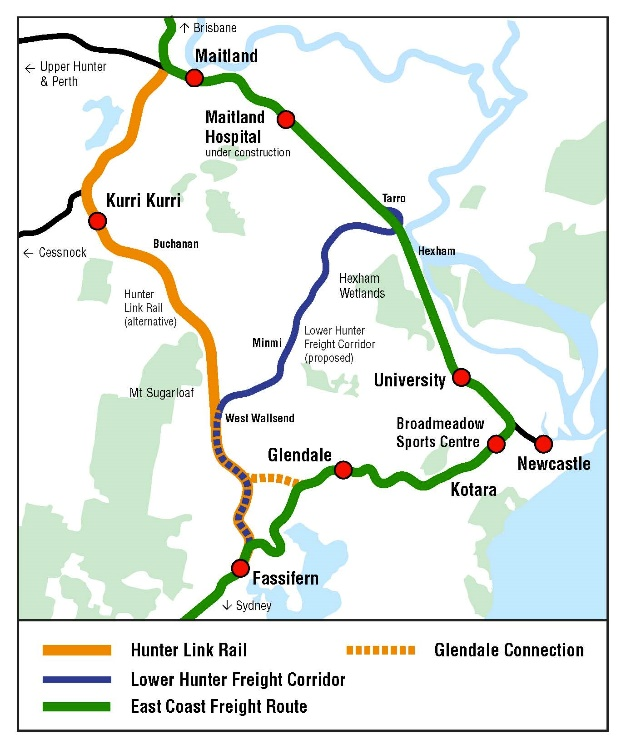 ↑ Brisbane
Maitland
← Upper Hunter
& Perth
Maitland
Hospital
under construction
Kurri Kurri
Tarro
Hexham
← Cessnock
Buchanan
Hexham
Wetlands
Hunter
Link Rail
(alternative)
Minmi
Lower Hunter
Freight Corridor
(proposed)
University
Mt Sugarloaf
West Wallsend
Broadmeadow
Sports Centre
Glendale
Newcastle
Kotara
Fassifern
↓ Sydney
Hunter Link Rail
Glendale Connection
Lower Hunter Freight Corridor
East Coast Freight Route